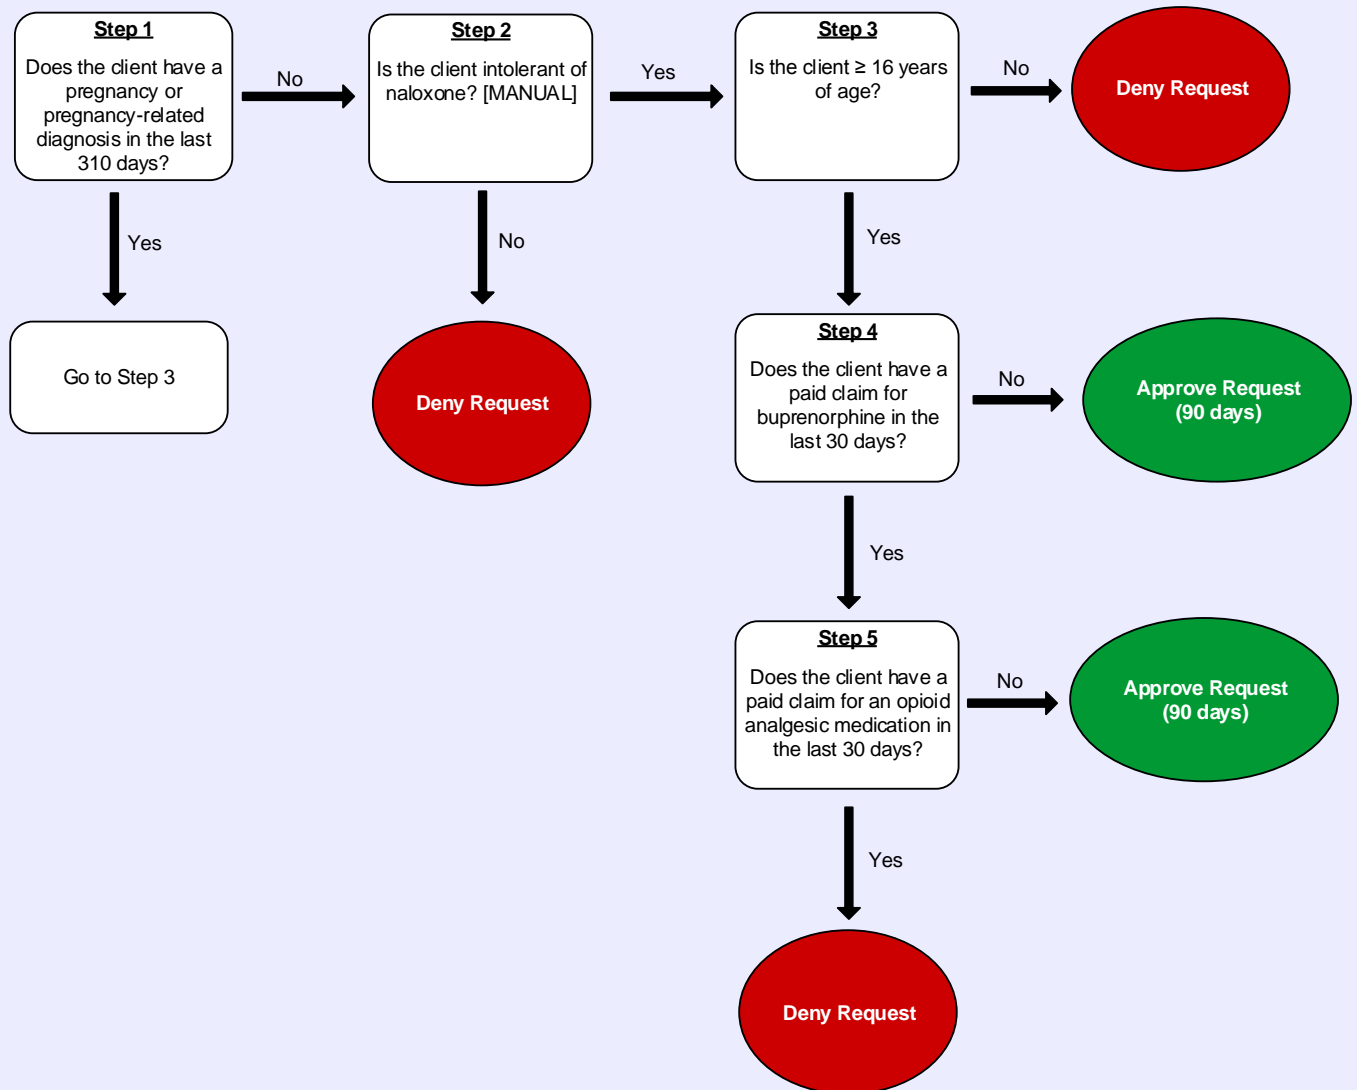 Step 1
Does the client have a
pregnancy or
pregnancy-related
diagnosis in the last
310 days?
No
Step 2
Is the client intolerant of
naloxone? [MANUAL]
Yes
Step 3
Is the client ≥ 16 years
of age?
No
Deny Request
Yes
No
Yes
Go to Step 3
Deny Request
Step 4
Does the client have a
paid claim for
buprenorphine in the
last 30 days?
No
Approve Request
(90 days)
Yes
Step 5
Does the client have a
paid claim for an opioid
analgesic medication in
the last 30 days?
No
Approve Request
(90 days)
Yes
Deny Request